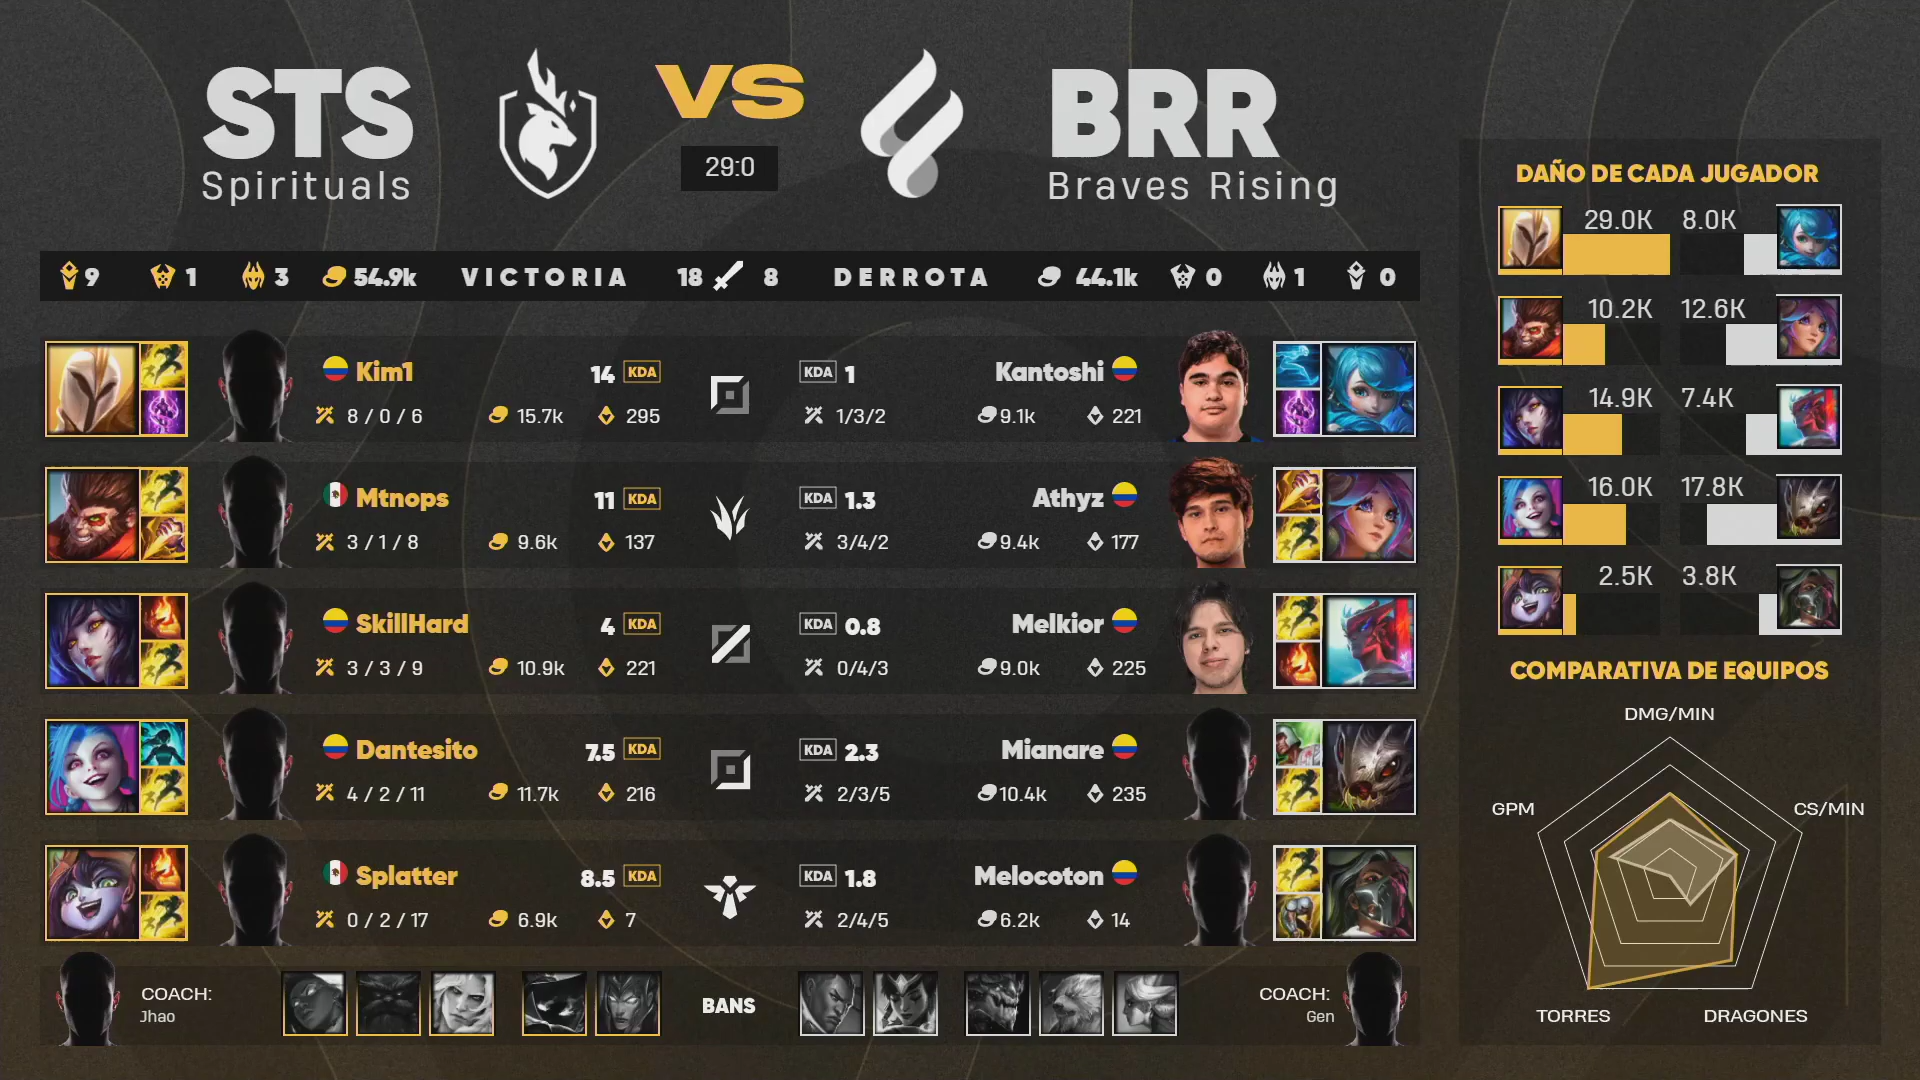 STS
Spirituals
VS
29:0
BRR
Braves Rising
9 1 3 54.9k VICTORIA 18 8 DERROTA 44.1k 0 1 0
Kim1 14 KDA
8 / 0 / 6 15.7k 295
KDA 1 Kantoshi
1/3/2 9.1k 221
Mtnops 11 KDA
3 / 1 / 8 9.6k 137
KDA 1.3 Athyz
3/4/2 9.4k 177
SkillHard 4 KDA
3 / 3 / 9 10.9k 221
KDA 0.8 Melkior
0/4/3 9.0k 225
Dantesito 7.5 KDA
4 / 2 / 11 11.7k 216
KDA 2.3 Mianare
2/3/5 10.4k 235
Splatter 8.5 KDA
0 / 2 / 17 6.9k 7
KDA 1.8 Melocoton
2/4/5 6.2k 14
COACH:
Jhao
BANS
COACH:
Gen
DAÑO DE CADA JUGADOR
29.0K 8.0K
10.2K 12.6K
14.9K 7.4K
16.0K 17.8K
2.5K 3.8K
COMPARATIVA DE EQUIPOS
DMG/MIN
GPM CS/MIN
TORRES DRAGONES